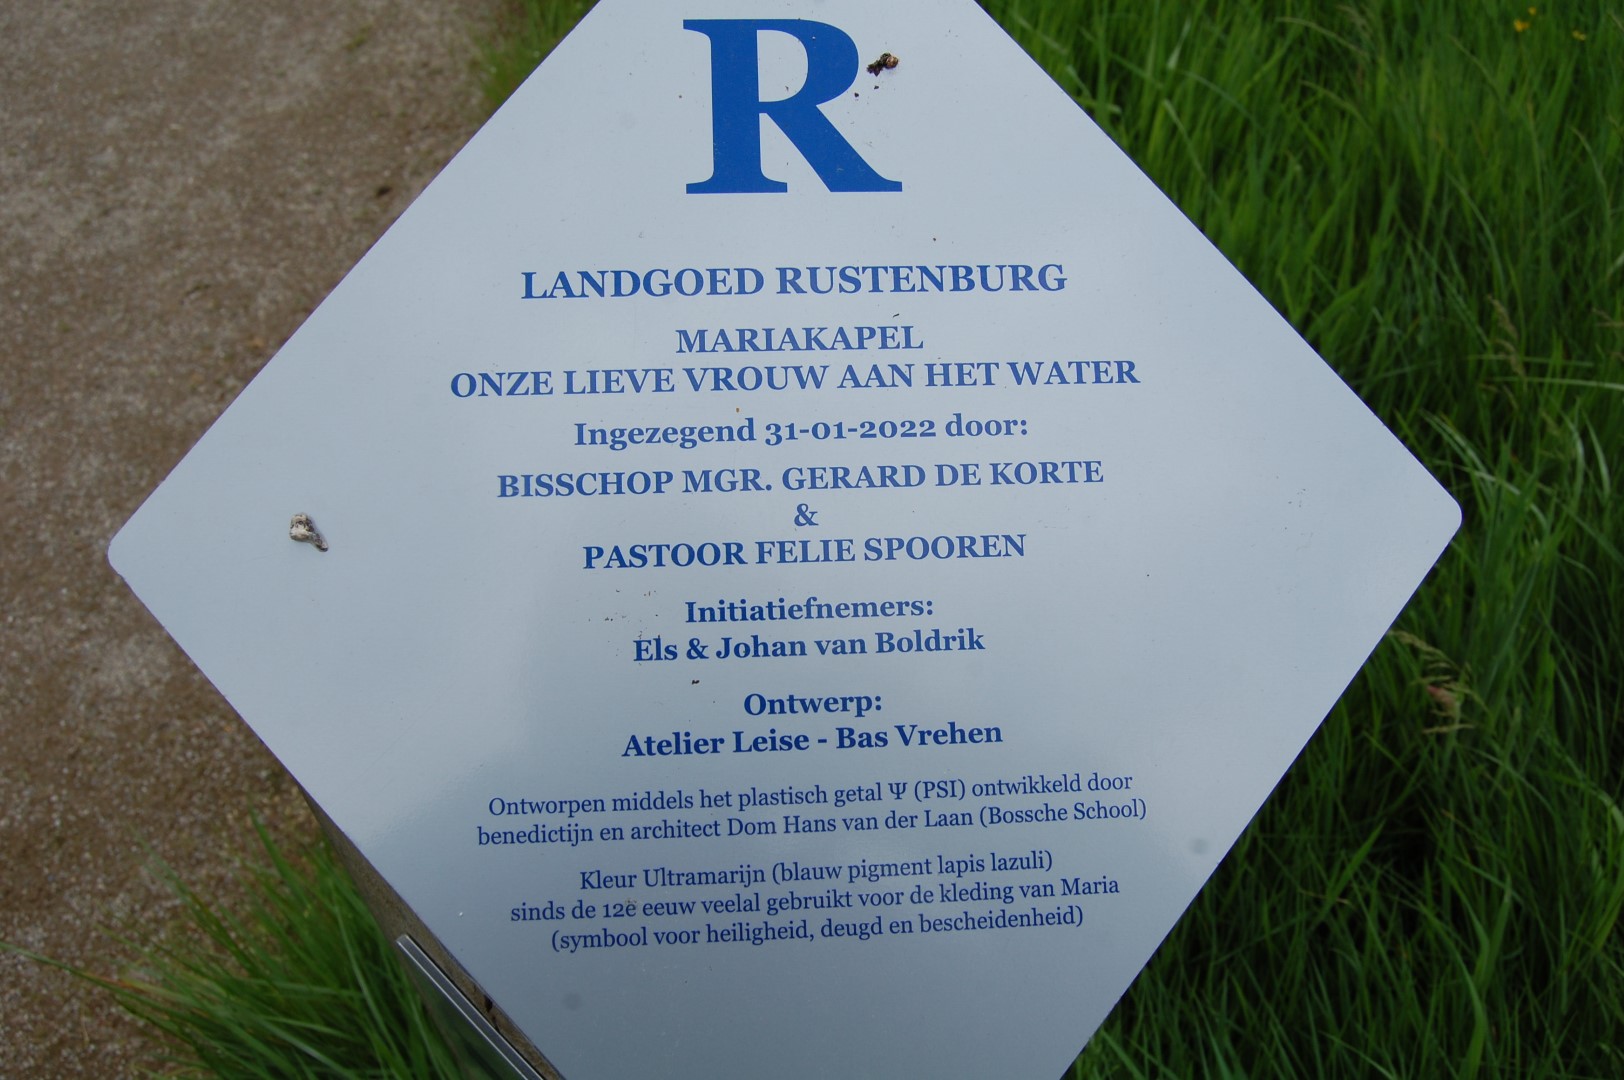 R
LANDGOED RUSTENBURG
MARIAKAPEL
ONZE LIEVE VROUW AAN HET WATER
Ingezegend 31-01-2022 door:
BISSCHOP MGR. GERARD DE KORTE
&
PASTOOR FELIE SPOOREN
Initiatiefnemers:
Els & Johan van Boldrik
Ontwerp:
Atelier Leise - Bas Vrehen
Ontworpen middels het plastisch getal Ψ (PSI) ontwikkeld door
benedictijn en architect Dom Hans van der Laan (Bossche School)
Kleur Ultramarijn (blauw pigment lapis lazuli)
sinds de 12e eeuw veelal gebruikt voor de kleding van Maria
(symbool voor heiligheid, deugd en bescheidenheid)